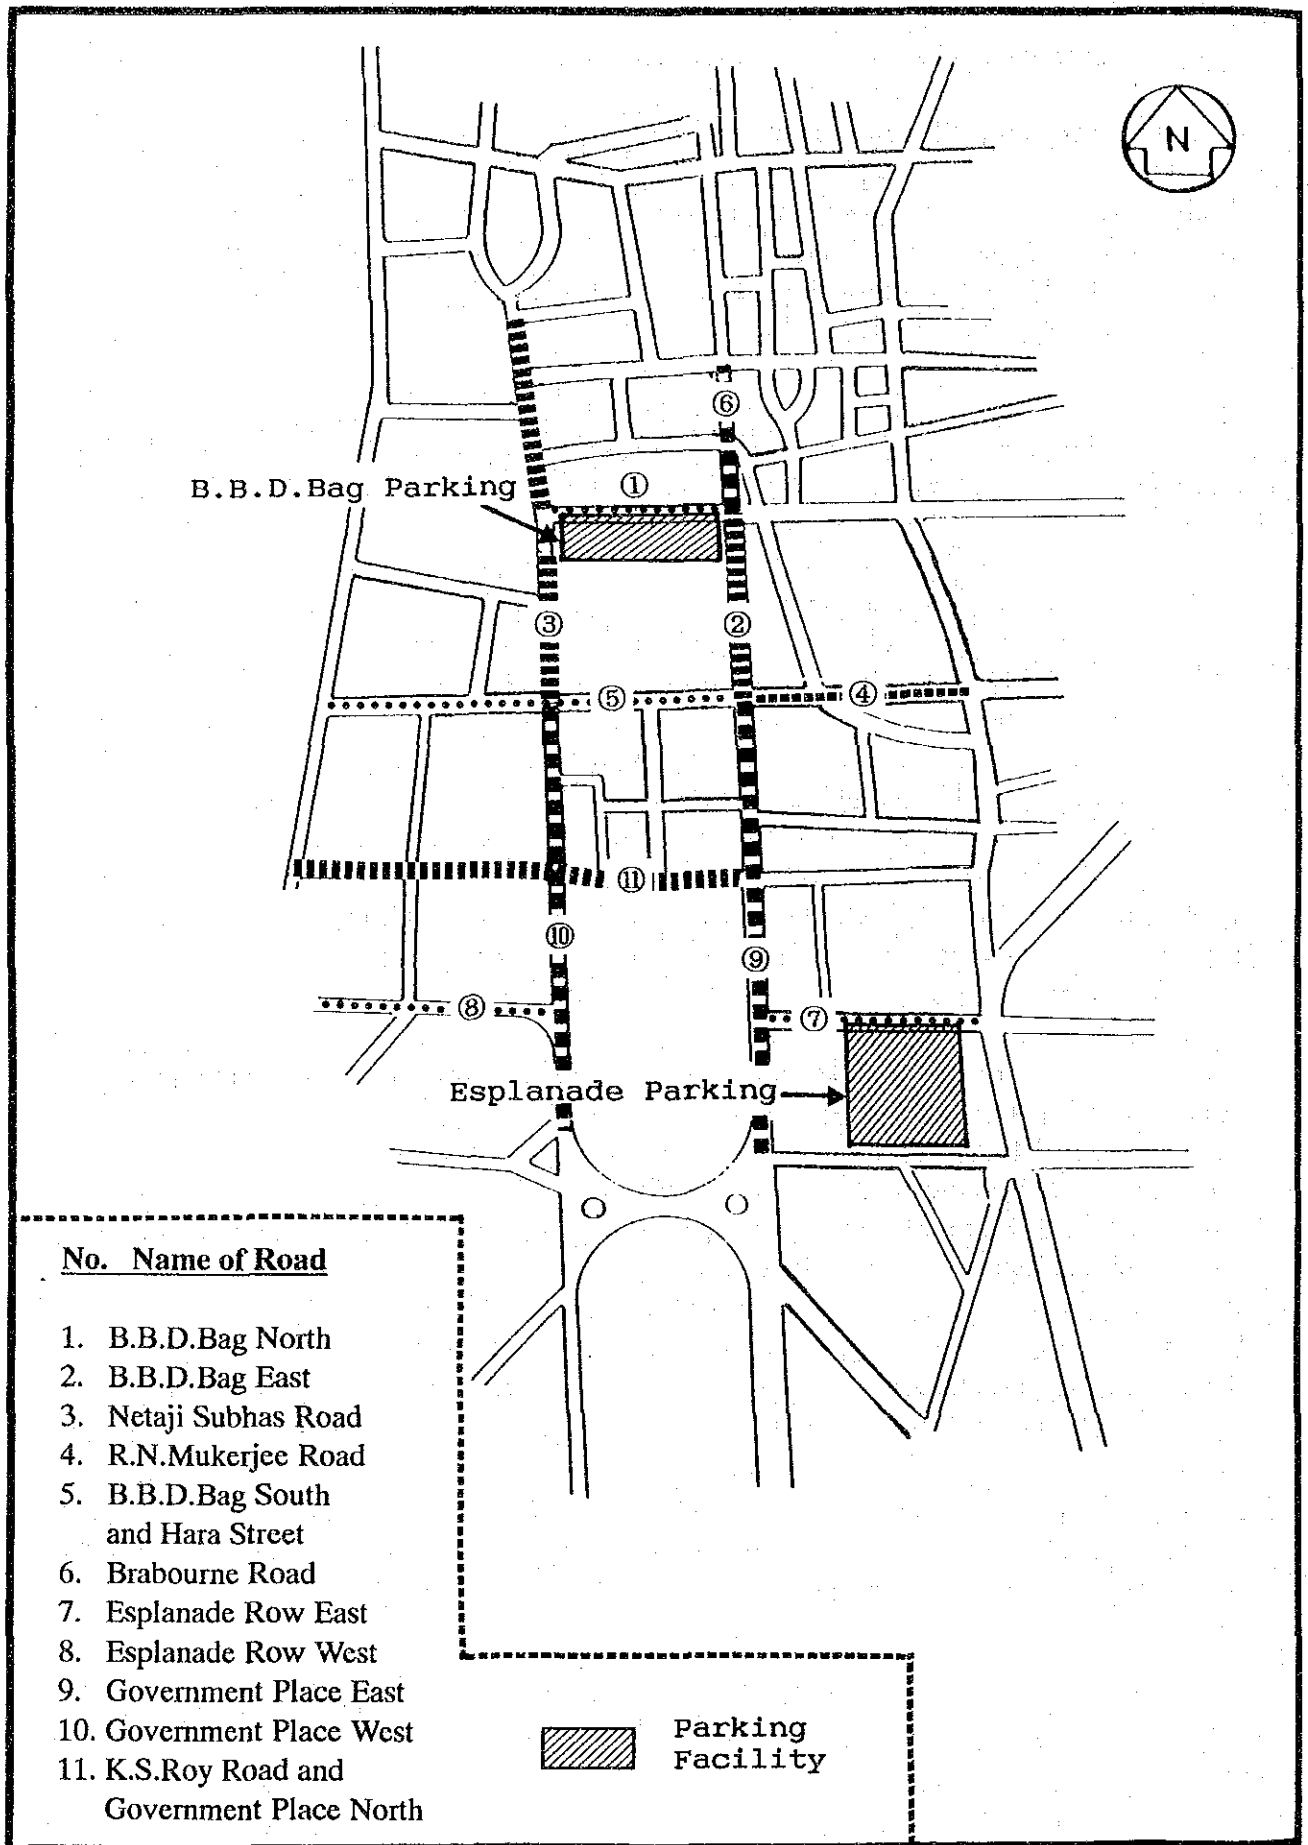 N
⑥
①
B.B.D.Bag Parking
③
②
⑤
④
⑪
⑩
⑨
⑧
⑦
Esplanade Parking
No. Name of Road
1. B.B.D.Bag North
2. B.B.D.Bag East
3. Netaji Subhas Road
4. R.N.Mukerjee Road
5. B.B.D.Bag South
and Hara Street
6. Brabourne Road
7. Esplanade Row East
8. Esplanade Row West
9. Government Place East
10. Government Place West
11. K.S.Roy Road and
Government Place North
Parking
Facility